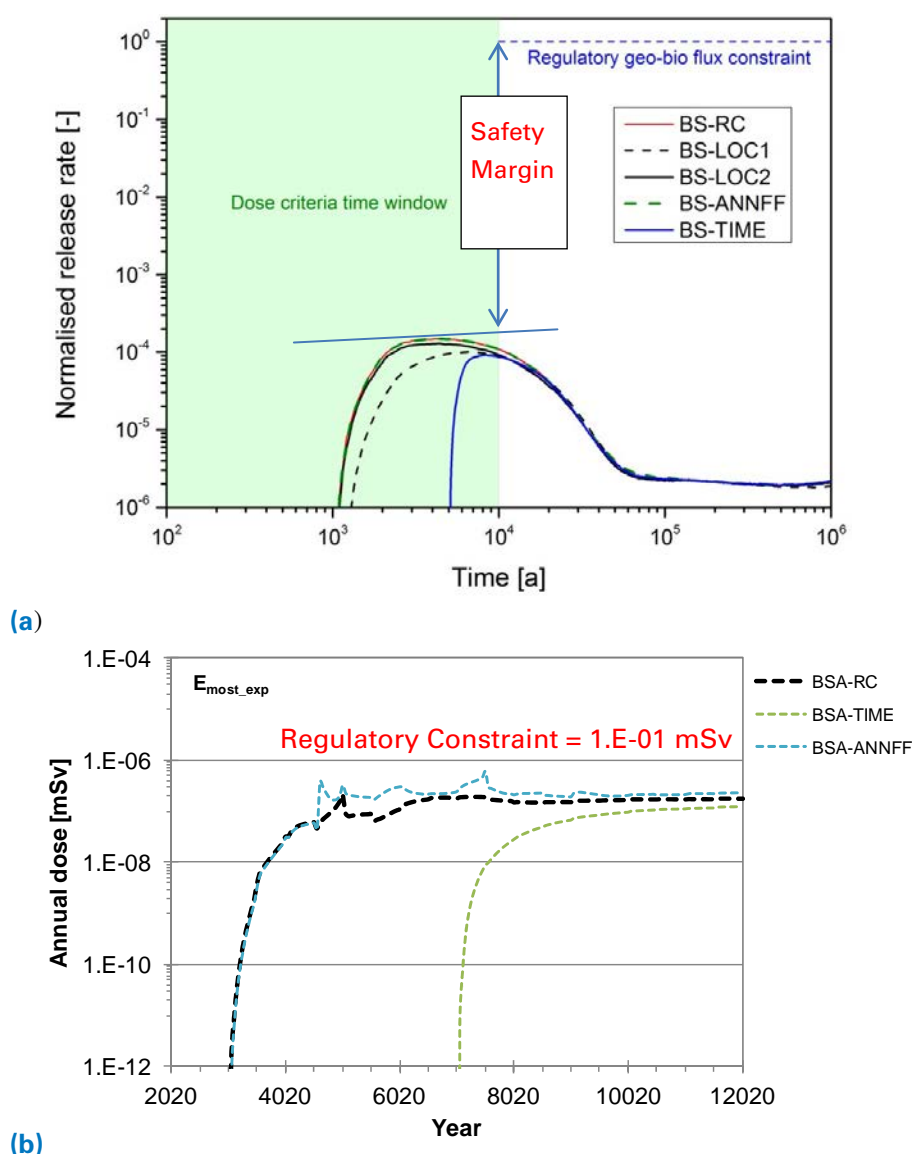 10⁰
Regulatory geo-bio flux constraint
10⁻¹
Safety
Margin
BS-RC
BS-LOC1
BS-LOC2
BS-ANNFF
BS-TIME
10⁻²
Dose criteria time window
10⁻³
10⁻⁴
10⁻⁵
10⁻⁶
Normalised release rate [-]
10² 10³ 10⁴ 10⁵ 10⁶
Time [a]
(a)
1.E-04
E_most_exp
BSA-RC
BSA-TIME
BSA-ANNFF
Regulatory Constraint = 1.E-01 mSv
1.E-06
1.E-08
1.E-10
1.E-12
Annual dose [mSv]
2020 4020 6020 8020 10020 12020
Year
(b)